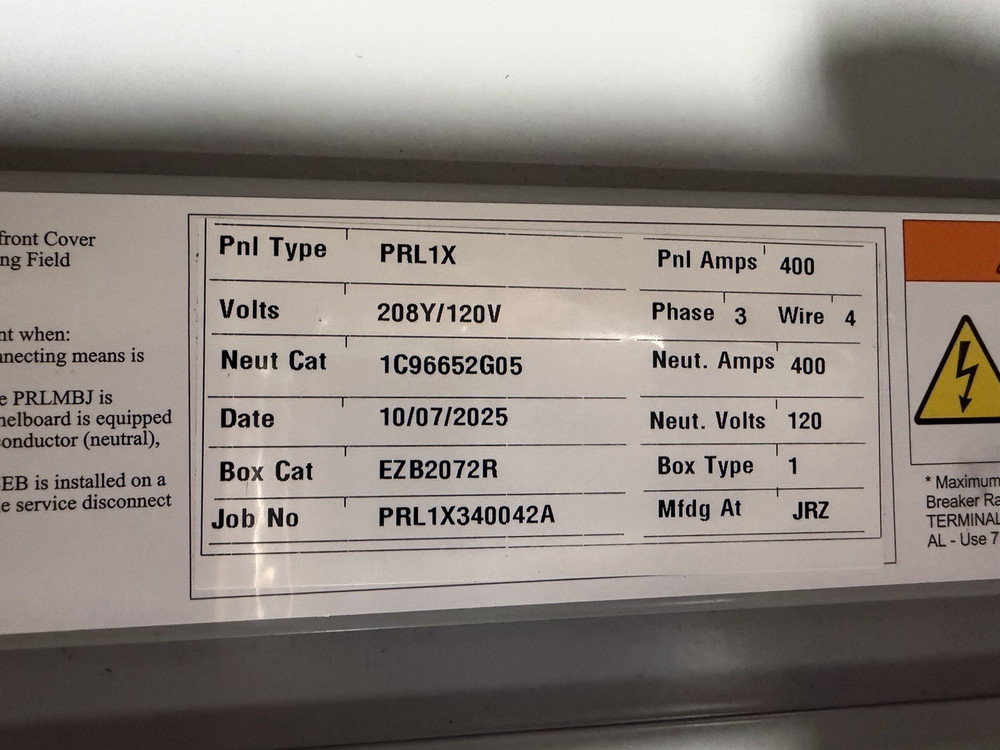 front Cover
ng Field
nt when:
nnecting means is
e PRLMBJ is
nelboard is equipped
onductor (neutral),
EB is installed on a
e service disconnect
Pnl Type PRL1X Pnl Amps 400
Volts 208Y/120V Phase 3 Wire 4
Neut Cat 1C96652G05 Neut. Amps 400
Date 10/07/2025 Neut. Volts 120
Box Cat EZB2072R Box Type 1
Job No PRL1X340042A Mfdg At JRZ
* Maximum
Breaker Ra
TERMINAL
AL - Use 7